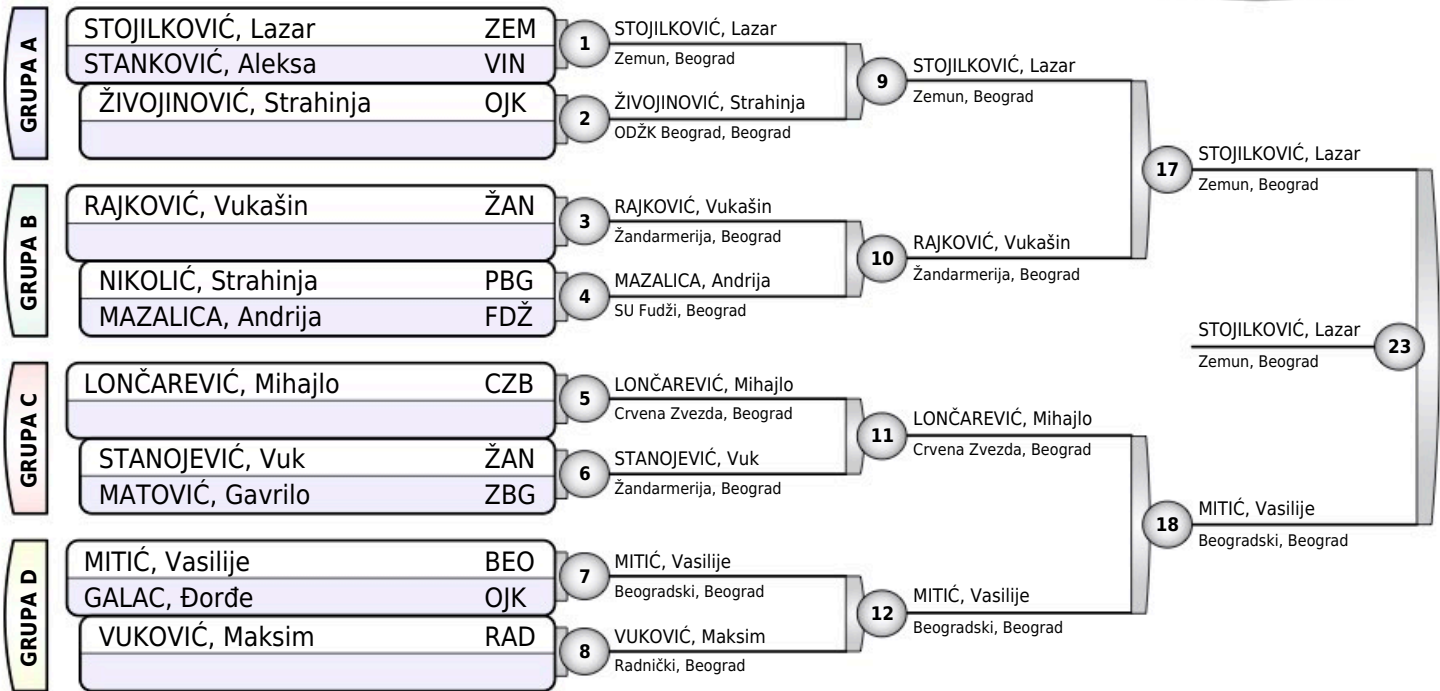 GRUPA A
STOJILKOVIĆ, Lazar ZEM
STANKOVIĆ, Aleksa VIN
ŽIVOJINOVIĆ, Strahinja OJK
1
STOJILKOVIĆ, Lazar
Zemun, Beograd
2
ŽIVOJINOVIĆ, Strahinja
ODŽK Beograd, Beograd
9
STOJILKOVIĆ, Lazar
Zemun, Beograd
GRUPA B
RAJKOVIĆ, Vukašin ŽAN
NIKOLIĆ, Strahinja PBG
MAZALICA, Andrija FDŽ
3
RAJKOVIĆ, Vukašin
Žandarmerija, Beograd
4
MAZALICA, Andrija
SU Fudži, Beograd
10
RAJKOVIĆ, Vukašin
Žandarmerija, Beograd
17
STOJILKOVIĆ, Lazar
Zemun, Beograd
GRUPA C
LONČAREVIĆ, Mihajlo CZB
STANOJEVIĆ, Vuk ŽAN
MATOVIĆ, Gavrilo ZBG
5
LONČAREVIĆ, Mihajlo
Crvena Zvezda, Beograd
6
STANOJEVIĆ, Vuk
Žandarmerija, Beograd
11
LONČAREVIĆ, Mihajlo
Crvena Zvezda, Beograd
GRUPA D
MITIĆ, Vasilije BEO
GALAC, Đorđe OJK
VUKOVIĆ, Maksim RAD
7
MITIĆ, Vasilije
Beogradski, Beograd
8
VUKOVIĆ, Maksim
Radnički, Beograd
12
MITIĆ, Vasilije
Beogradski, Beograd
18
MITIĆ, Vasilije
Beogradski, Beograd
STOJILKOVIĆ, Lazar
Zemun, Beograd
23